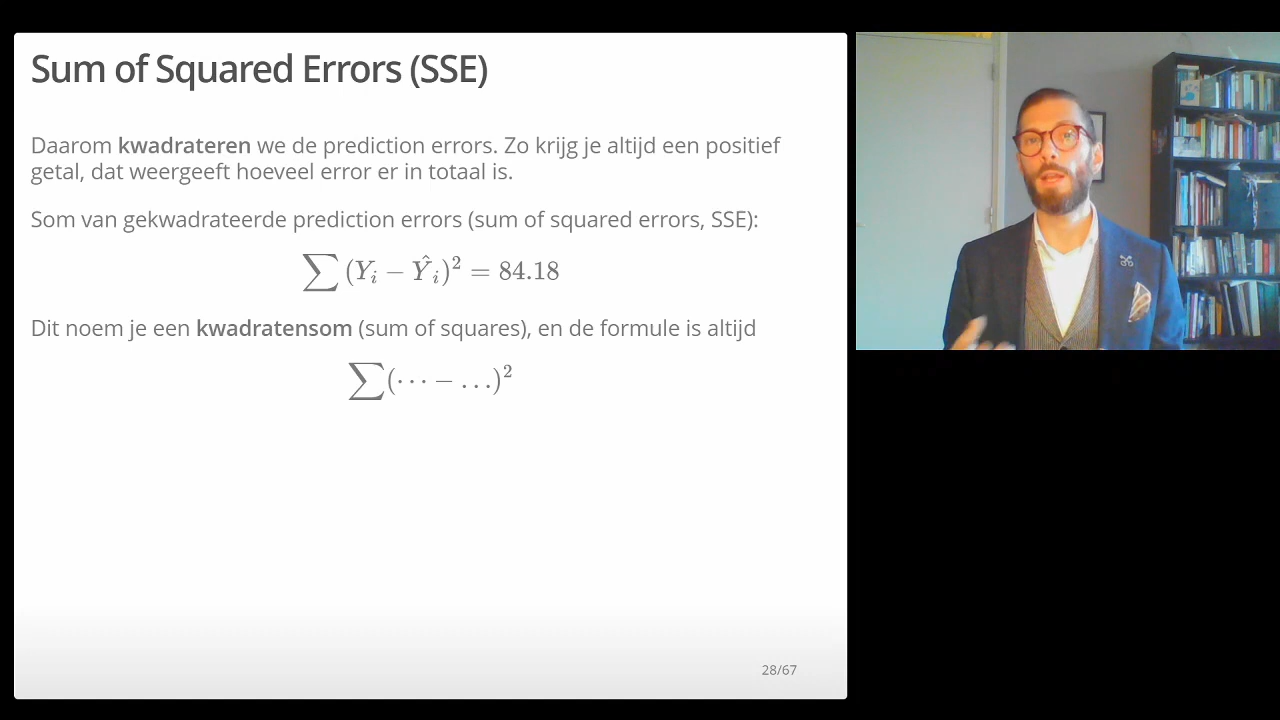 Sum of Squared Errors (SSE)
Daarom kwadrateren we de prediction errors. Zo krijg je altijd een positief
getal, dat weergeeft hoeveel error er in totaal is.
Som van gekwadrateerde prediction errors (sum of squared errors, SSE):
∑ (Yᵢ − Ŷᵢ)² = 84.18
Dit noem je een kwadratensom (sum of squares), en de formule is altijd
∑(⋯ − …)²
28/67